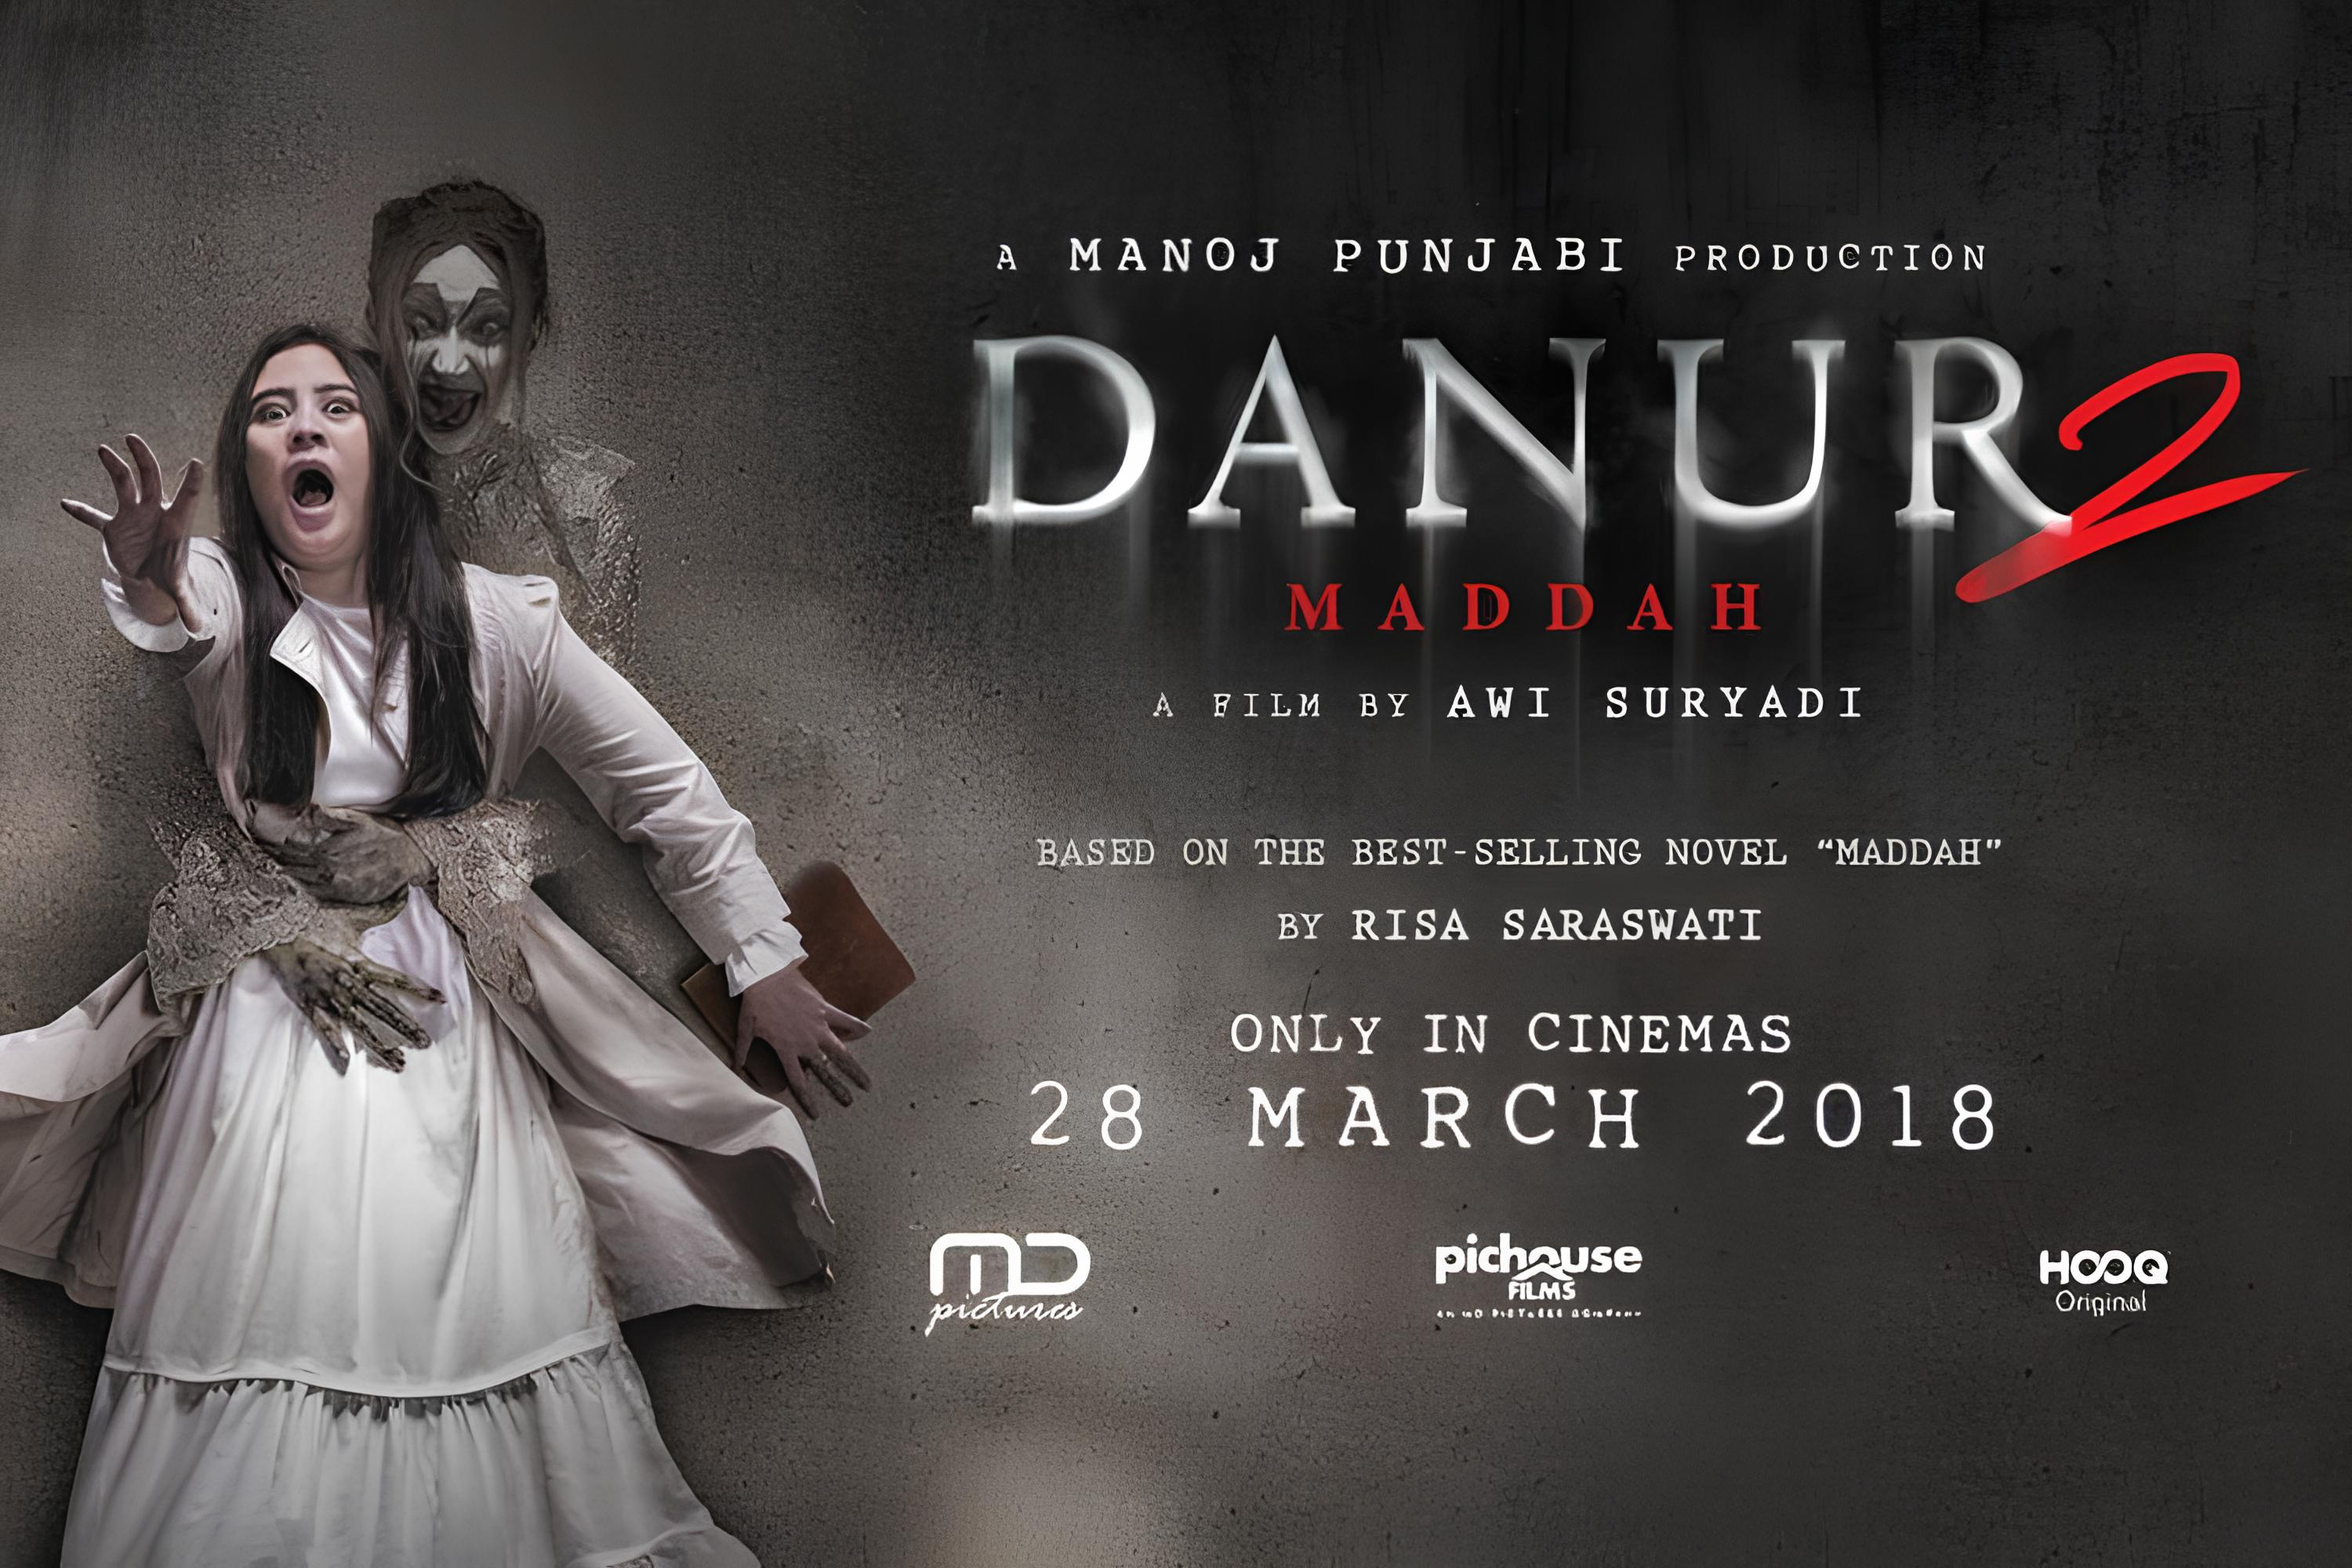 A MANOJ PUNJABI PRODUCTION
DANUR 2
MADDAH
A FILM BY AWI SURYADI
BASED ON THE BEST-SELLING NOVEL “MADDAH”
BY RISA SARASWATI
ONLY IN CINEMAS
28 MARCH 2018
MD
pictures
pichouse
FILMS
HOOQ
Original